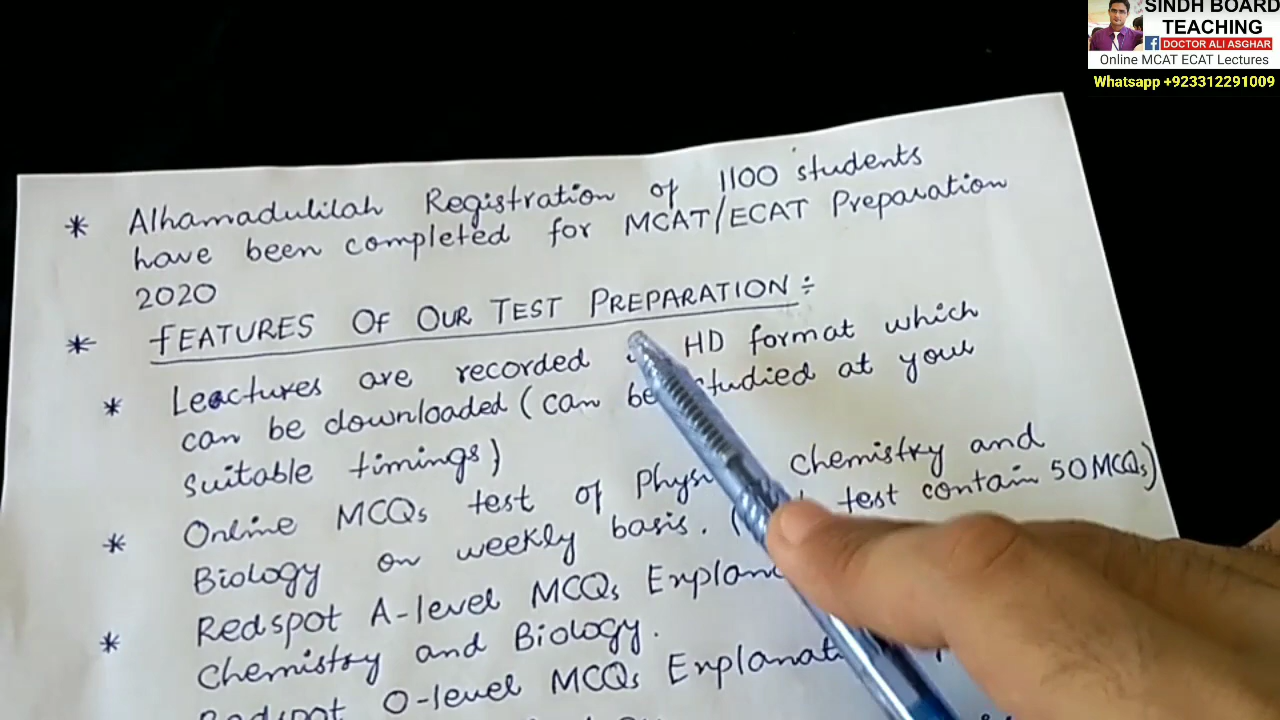 SINDH BOARD
TEACHING
DOCTOR ALI ASGHAR
Online MCAT ECAT Lectures
Whatsapp +923312291009
* Alhamadulilah Registration of 1100 students
have been completed for MCAT/ECAT Preparation
2020
* FEATURES OF OUR TEST PREPARATION :
* Leactures are recorded HD format which
can be downloaded (can be studied at your
suitable timings)
* Online MCQs test of chemistry and
Biology on weekly basis. ( test contain 50 MCQs)
* Redspot A-level MCQs
Chemistry and Biology.
Redspot O-level MCQs